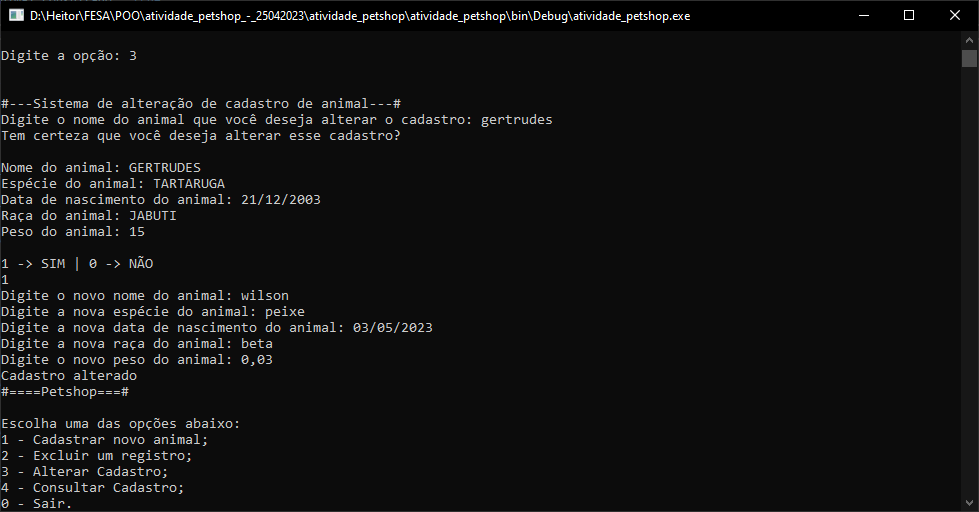 D:\Heitor\FESA\POO\atividade_petshop_-_25042023\atividade_petshop\atividade_petshop\bin\Debug\atividade_petshop.exe
Digite a opção: 3
#---Sistema de alteração de cadastro de animal---#
Digite o nome do animal que você deseja alterar o cadastro: gertrudes
Tem certeza que você deseja alterar esse cadastro?
Nome do animal: GERTRUDES
Espécie do animal: TARTARUGA
Data de nascimento do animal: 21/12/2003
Raça do animal: JABUTI
Peso do animal: 15
1 -> SIM | 0 -> NÃO
1
Digite o novo nome do animal: wilson
Digite a nova espécie do animal: peixe
Digite a nova data de nascimento do animal: 03/05/2023
Digite a nova raça do animal: beta
Digite o novo peso do animal: 0,03
Cadastro alterado
#====Petshop===#
Escolha uma das opções abaixo:
1 - Cadastrar novo animal;
2 - Excluir um registro;
3 - Alterar Cadastro;
4 - Consultar Cadastro;
0 - Sair.